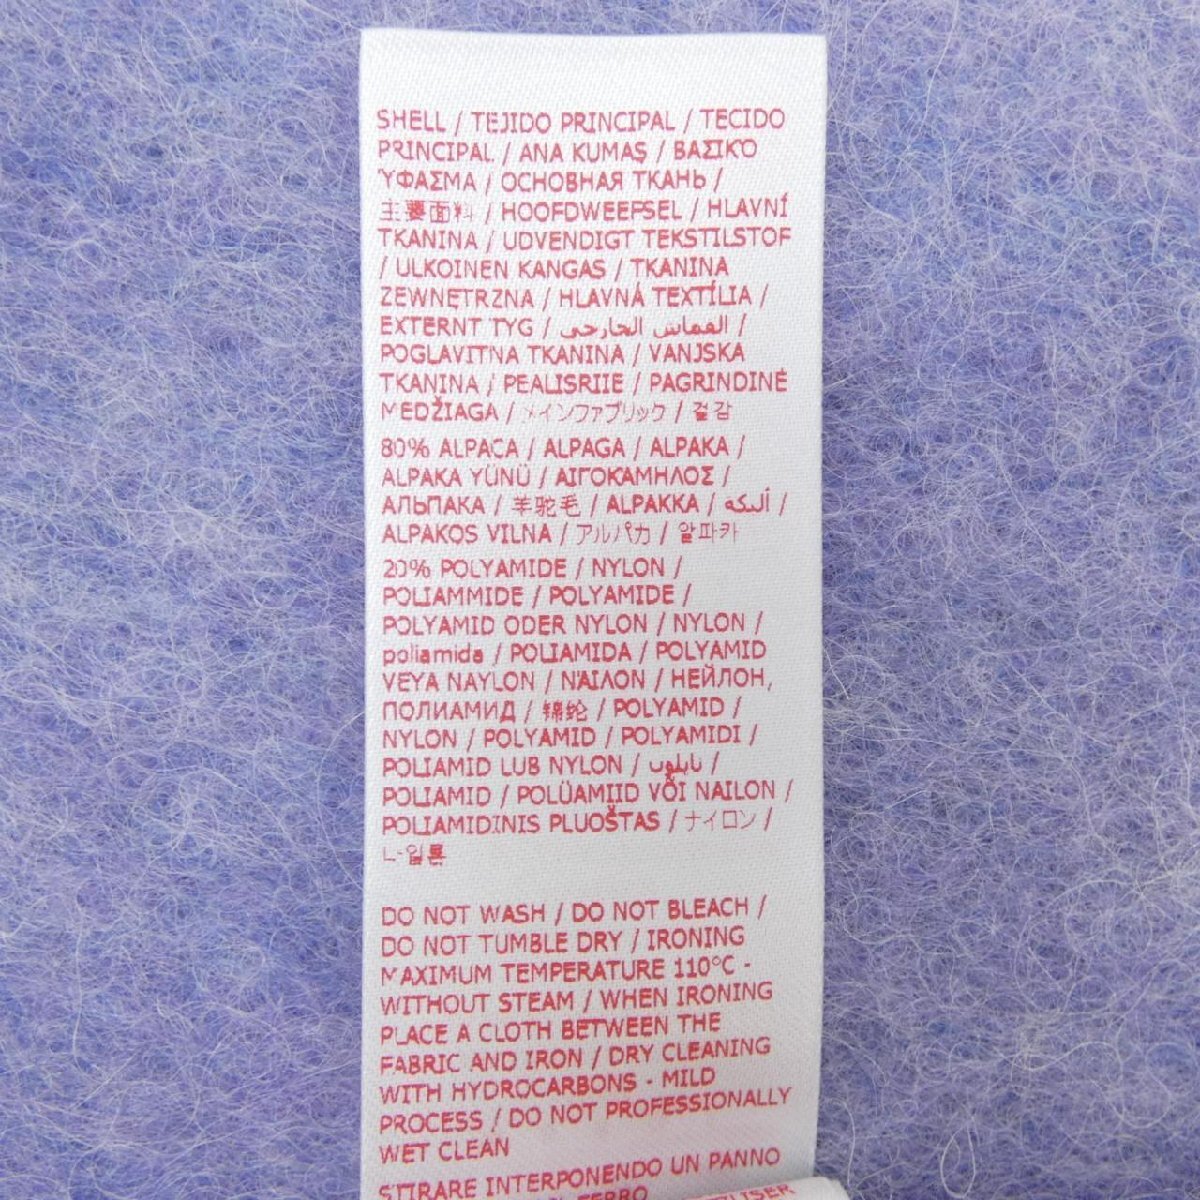 SHELL / TEJIDO PRINCIPAL / TECIDO
PRINCIPAL / ANA KUMAŞ / ΒΑΣΙΚΌ
ΎΦΑΣΜΑ / ОСНОВНАЯ ТКАНЬ /
主要面料 / HOOFDWEEFSEL / HLAVNÍ
TKANINA / UDVENDIGT TEKSTILSTOF
/ ULKOINEN KANGAS / TKANINA
ZEWNĘTRZNA / HLAVNÁ TEXTÍLIA /
EXTERNT TYG / القماش الخارجي /
POGLAVITNA TKANINA / VANJSKA
TKANINA / PEALISRIIE / PAGRINDINĖ
MEDŽIAGA / メインファブリック / 겉감
80% ALPACA / ALPAGA / ALPAKA /
ALPAKA YÜNÜ / ΑΙΓΟΚΑΜΗΛΟΣ /
АЛЬПАКА / 羊驼毛 / ALPAKKA / ألبكه /
ALPAKOS VILNA / アルパカ / 알파카
20% POLYAMIDE / NYLON /
POLIAMMIDE / POLYAMIDE /
POLYAMID ODER NYLON / NYLON /
poliamida / POLIAMIDA / POLYAMID
VEYA NAYLON / ΝΆΙΛΟΝ / НЕЙЛОН,
ПОЛИАМИД / 锦纶 / POLYAMID /
NYLON / POLYAMID / POLYAMIDI /
POLIAMID LUB NYLON / نايلون /
POLIAMID / POLÜAMIID VÕI NAILON /
POLIAMIDINIS PLUOŠTAS / ナイロン /
나일론
DO NOT WASH / DO NOT BLEACH /
DO NOT TUMBLE DRY / IRONING
MAXIMUM TEMPERATURE 110°C -
WITHOUT STEAM / WHEN IRONING
PLACE A CLOTH BETWEEN THE
FABRIC AND IRON / DRY CLEANING
WITH HYDROCARBONS - MILD
PROCESS / DO NOT PROFESSIONALLY
WET CLEAN
STIRARE INTERPONENDO UN PANNO
FERRO